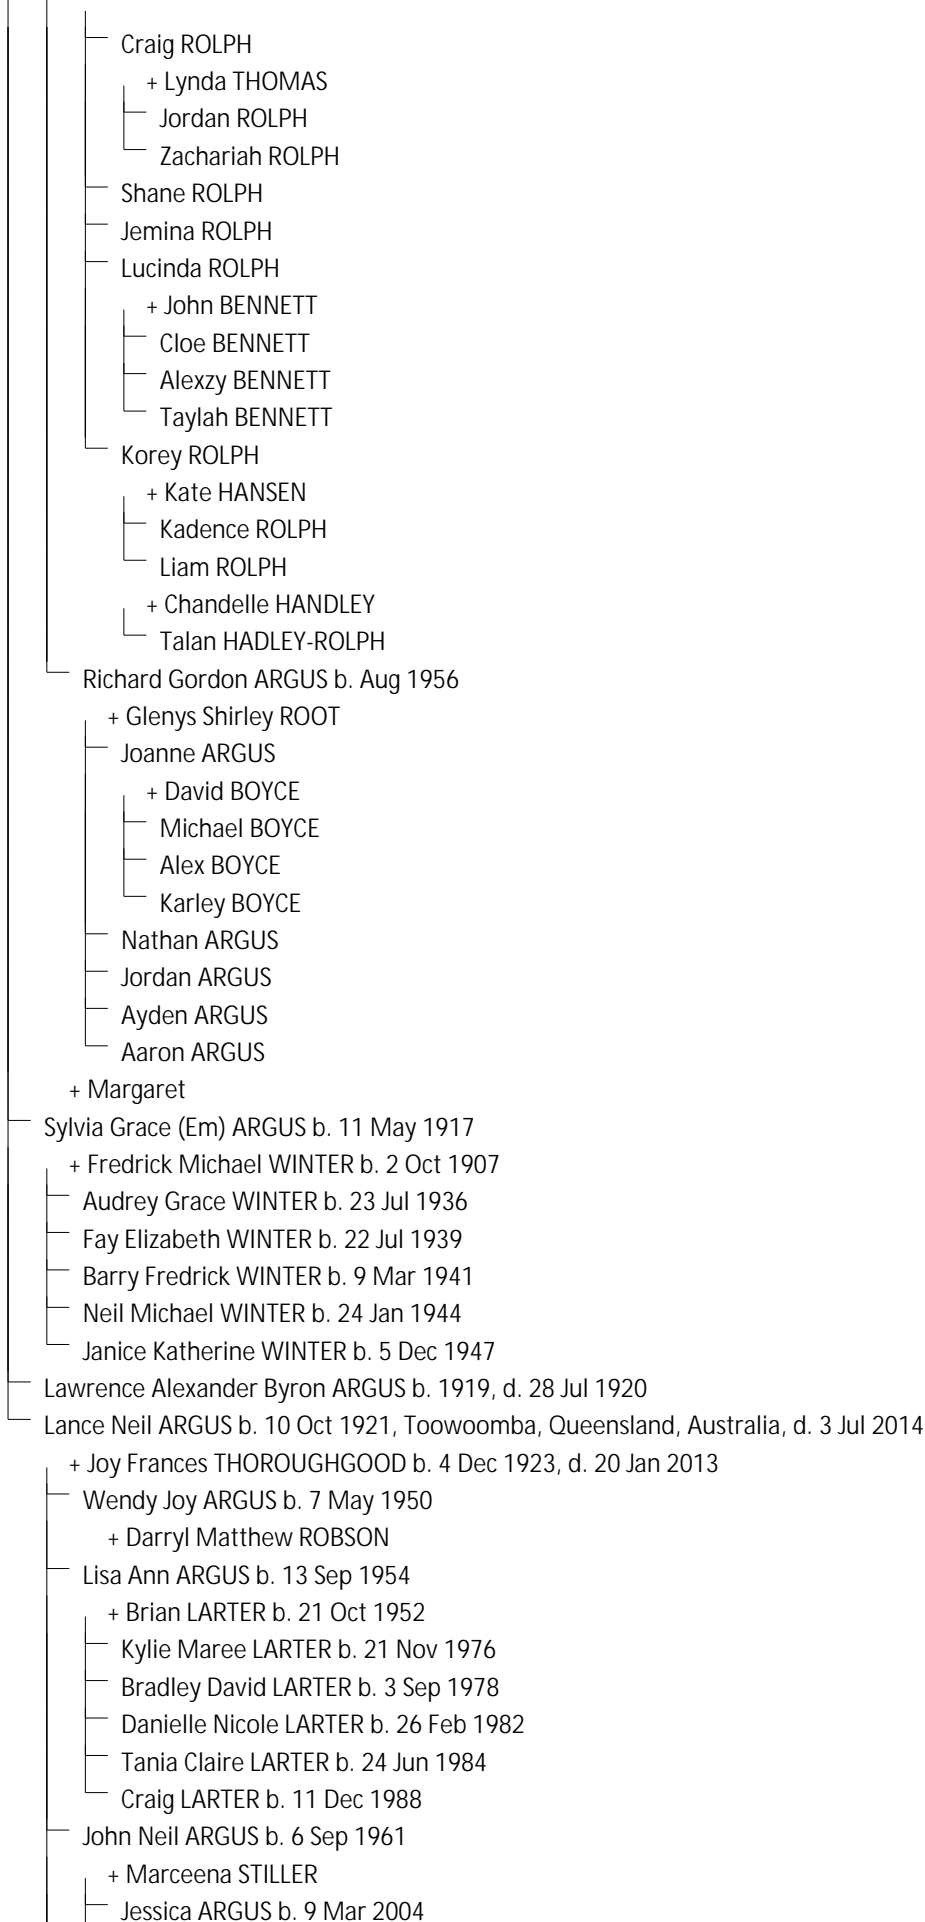 Craig ROLPH
+ Lynda THOMAS
Jordan ROLPH
Zachariah ROLPH
Shane ROLPH
Jemina ROLPH
Lucinda ROLPH
+ John BENNETT
Cloe BENNETT
Alexzy BENNETT
Taylah BENNETT
Korey ROLPH
+ Kate HANSEN
Kadence ROLPH
Liam ROLPH
+ Chandelle HANDLEY
Talan HADLEY-ROLPH
Richard Gordon ARGUS b. Aug 1956
+ Glenys Shirley ROOT
Joanne ARGUS
+ David BOYCE
Michael BOYCE
Alex BOYCE
Karley BOYCE
Nathan ARGUS
Jordan ARGUS
Ayden ARGUS
Aaron ARGUS
+ Margaret
Sylvia Grace (Em) ARGUS b. 11 May 1917
+ Fredrick Michael WINTER b. 2 Oct 1907
Audrey Grace WINTER b. 23 Jul 1936
Fay Elizabeth WINTER b. 22 Jul 1939
Barry Fredrick WINTER b. 9 Mar 1941
Neil Michael WINTER b. 24 Jan 1944
Janice Katherine WINTER b. 5 Dec 1947
Lawrence Alexander Byron ARGUS b. 1919, d. 28 Jul 1920
Lance Neil ARGUS b. 10 Oct 1921, Toowoomba, Queensland, Australia, d. 3 Jul 2014
+ Joy Frances THOROUGHGOOD b. 4 Dec 1923, d. 20 Jan 2013
Wendy Joy ARGUS b. 7 May 1950
+ Darryl Matthew ROBSON
Lisa Ann ARGUS b. 13 Sep 1954
+ Brian LARTER b. 21 Oct 1952
Kylie Maree LARTER b. 21 Nov 1976
Bradley David LARTER b. 3 Sep 1978
Danielle Nicole LARTER b. 26 Feb 1982
Tania Claire LARTER b. 24 Jun 1984
Craig LARTER b. 11 Dec 1988
John Neil ARGUS b. 6 Sep 1961
+ Marceena STILLER
Jessica ARGUS b. 9 Mar 2004